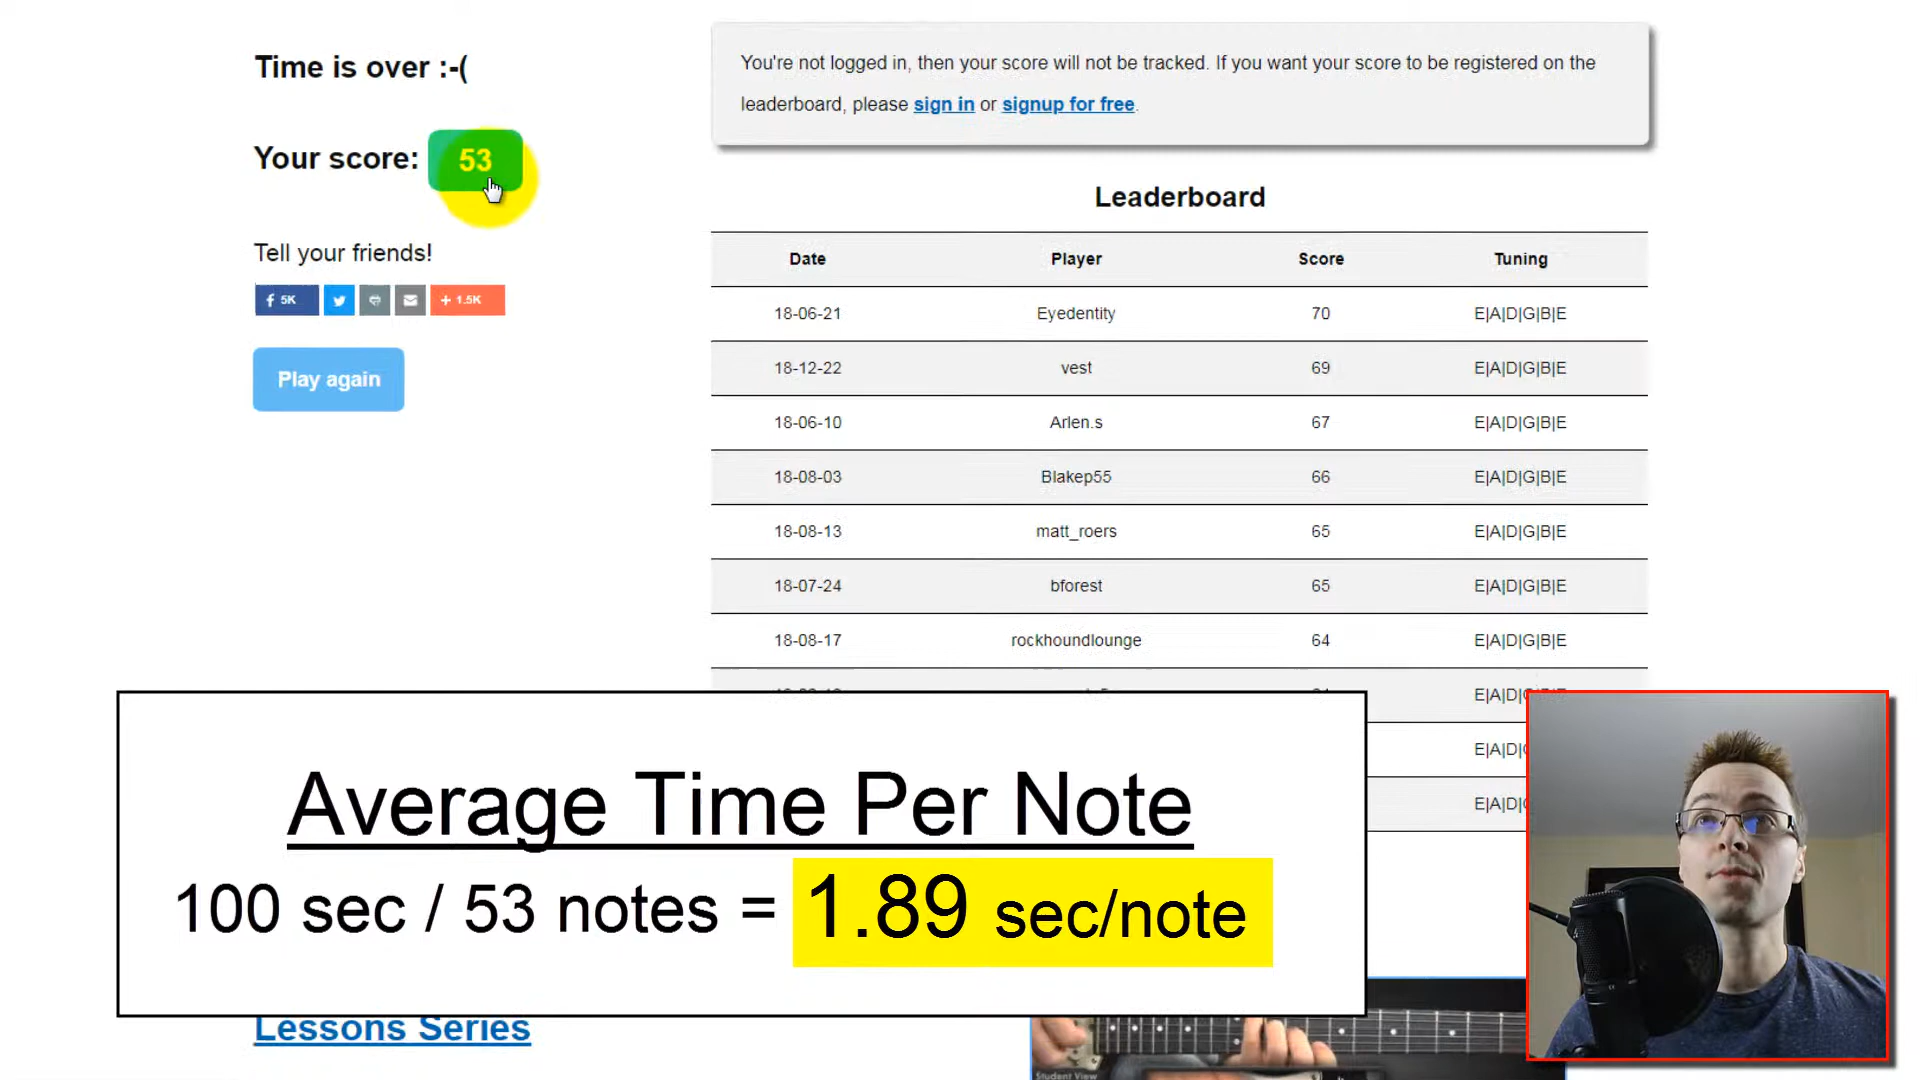 Time is over :-(
Your score: 53
Tell your friends!
5K
1.5K
Play again
You're not logged in, then your score will not be tracked. If you want your score to be registered on the
leaderboard, please sign in or signup for free.
Leaderboard
Date Player Score Tuning
18-06-21 Eyedentity 70 E|A|D|G|B|E
18-12-22 vest 69 E|A|D|G|B|E
18-06-10 Arlen.s 67 E|A|D|G|B|E
18-08-03 Blakep55 66 E|A|D|G|B|E
18-08-13 matt_roers 65 E|A|D|G|B|E
18-07-24 bforest 65 E|A|D|G|B|E
18-08-17 rockhoundlounge 64 E|A|D|G|B|E
E|A|D|G|B|E
E|A|D|
E|A|D|
Average Time Per Note
100 sec / 53 notes = 1.89 sec/note
Lessons Series
Student View